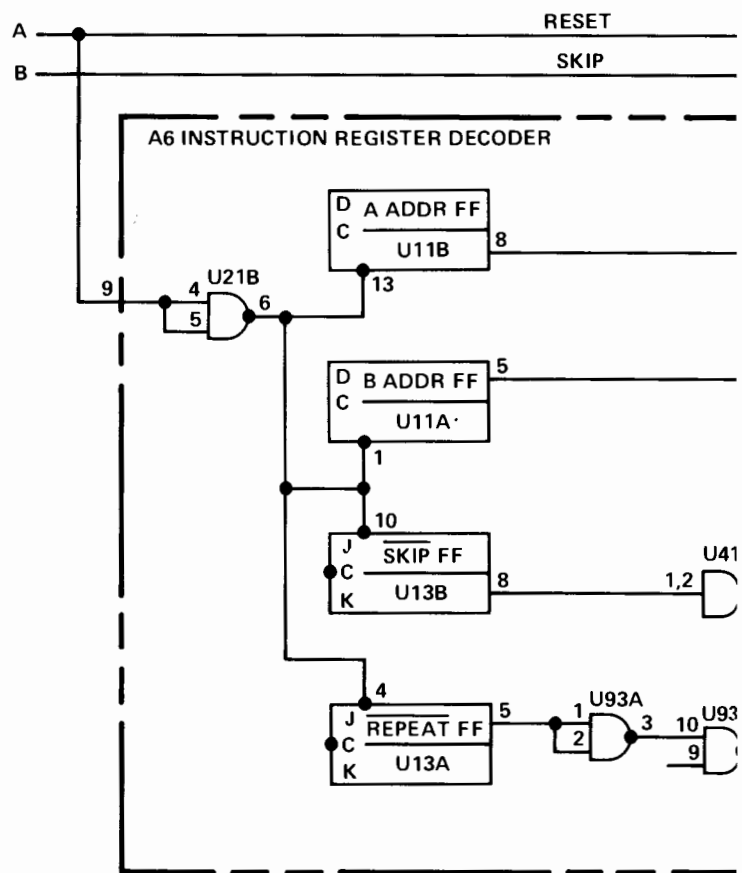 A
RESET
B
SKIP
A6 INSTRUCTION REGISTER DECODER
D A ADDR FF
C
U11B
8
13
9
U21B
4
5
6
D B ADDR FF
C
U11A
5
1
10
J SKIP FF
C
K U13B
8
1,2
U41
4
J REPEAT FF
C
K U13A
5
1
2
U93A
3
10
9
U93